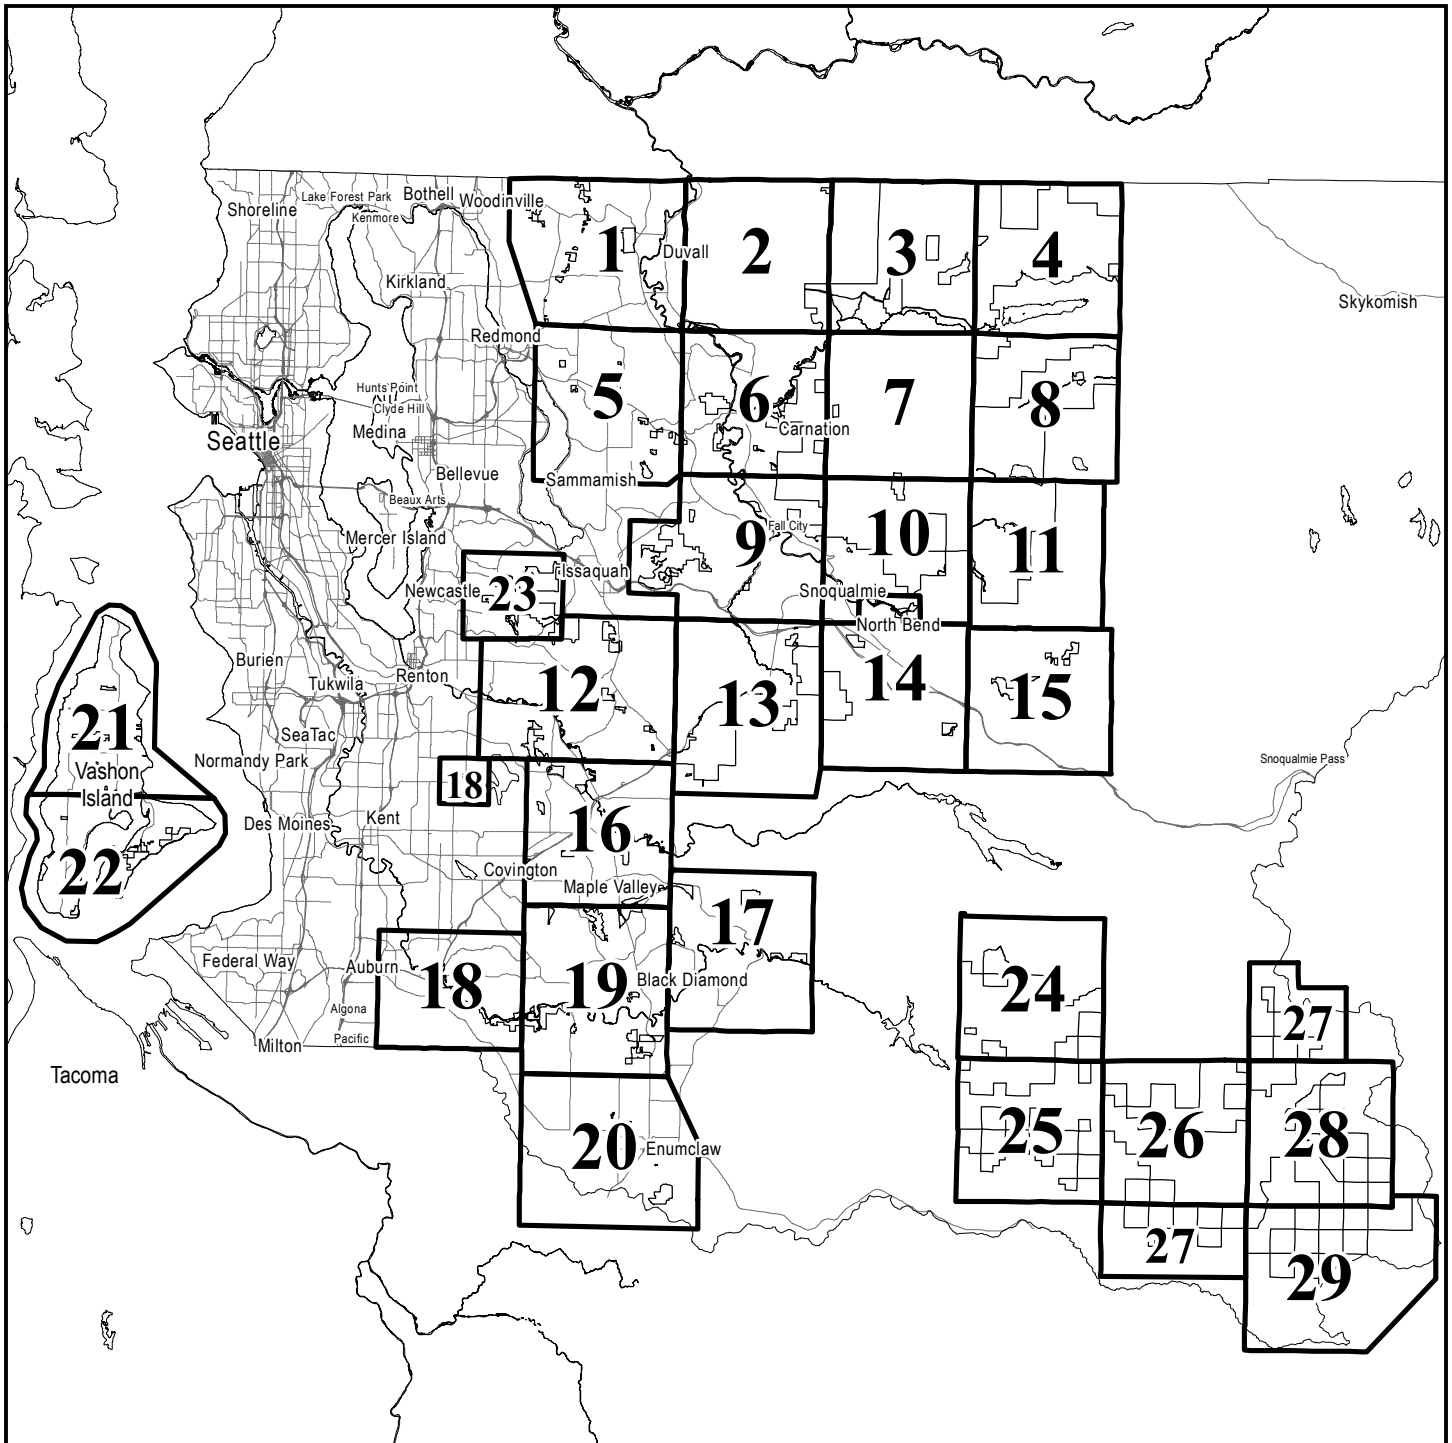 Lake Forest Park
Bothell
Woodinville
Shoreline
Kenmore
1
Duvall
2
3
4
Kirkland
Skykomish
Redmond
Hunts Point
Clyde Hill
Medina
5
6
Carnation
7
8
Seattle
Bellevue
Sammamish
Beaux Arts
Mercer Island
9
Fall City
10
11
Issaquah
Newcastle
23
Snoqualmie
North Bend
Burien
Tukwila
Renton
12
13
14
15
21
SeaTac
Normandy Park
Vashon
Island
Snoqualmie Pass
18
Des Moines
Kent
16
22
Covington
Maple Valley
17
Federal Way
Auburn
18
19
Black Diamond
24
Algona
Pacific
27
Milton
Tacoma
20
Enumclaw
25
26
28
27
29